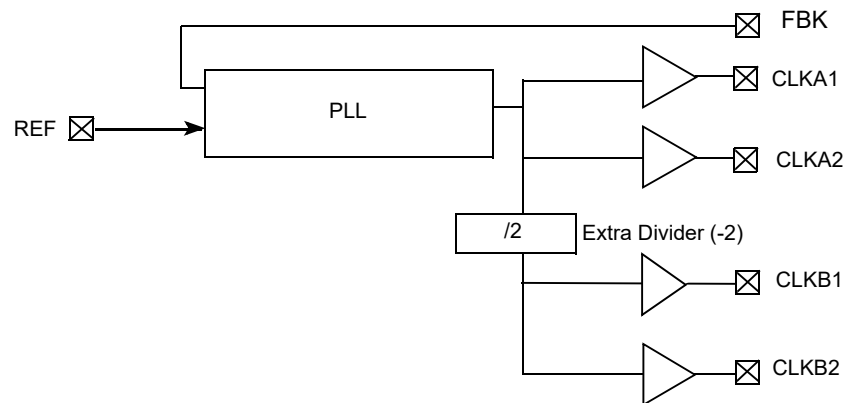 FBK
PLL
CLKA1
REF
CLKA2
/2
Extra Divider (-2)
CLKB1
CLKB2